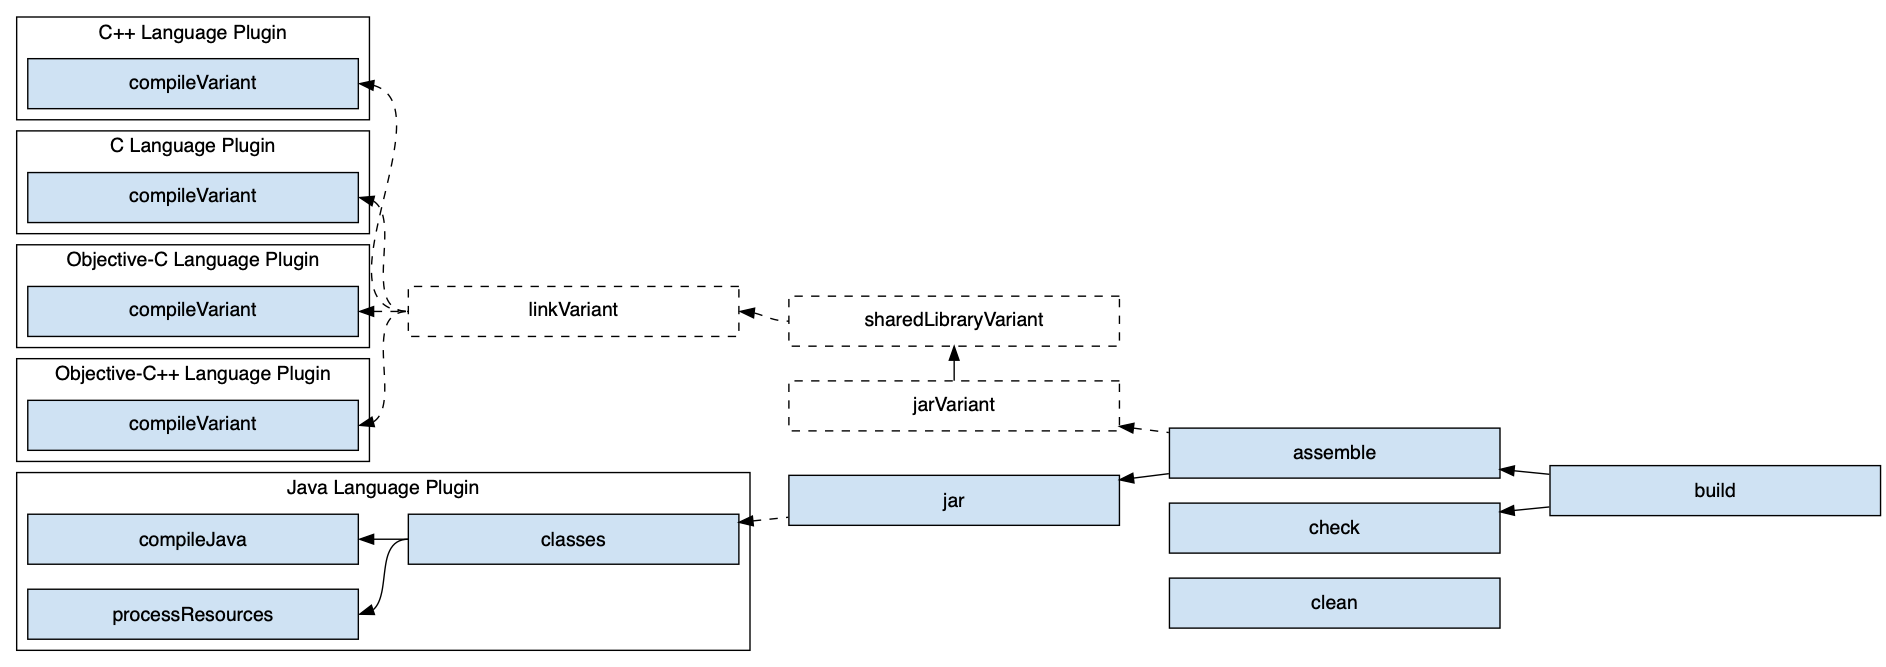 C++ Language Plugin
compileVariant
C Language Plugin
compileVariant
Objective-C Language Plugin
compileVariant
linkVariant
sharedLibraryVariant
Objective-C++ Language Plugin
compileVariant
jarVariant
assemble
build
Java Language Plugin
jar
check
compileJava
classes
processResources
clean